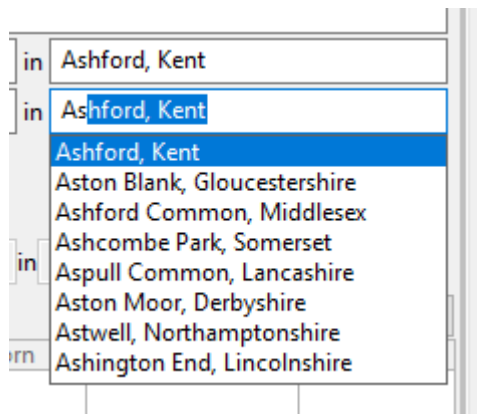 in Ashford, Kent
in Ashford, Kent
Ashford, Kent
Aston Blank, Gloucestershire
Ashford Common, Middlesex
Ashcombe Park, Somerset
in
Aspull Common, Lancashire
Aston Moor, Derbyshire
Astwell, Northamptonshire
orn
Ashington End, Lincolnshire